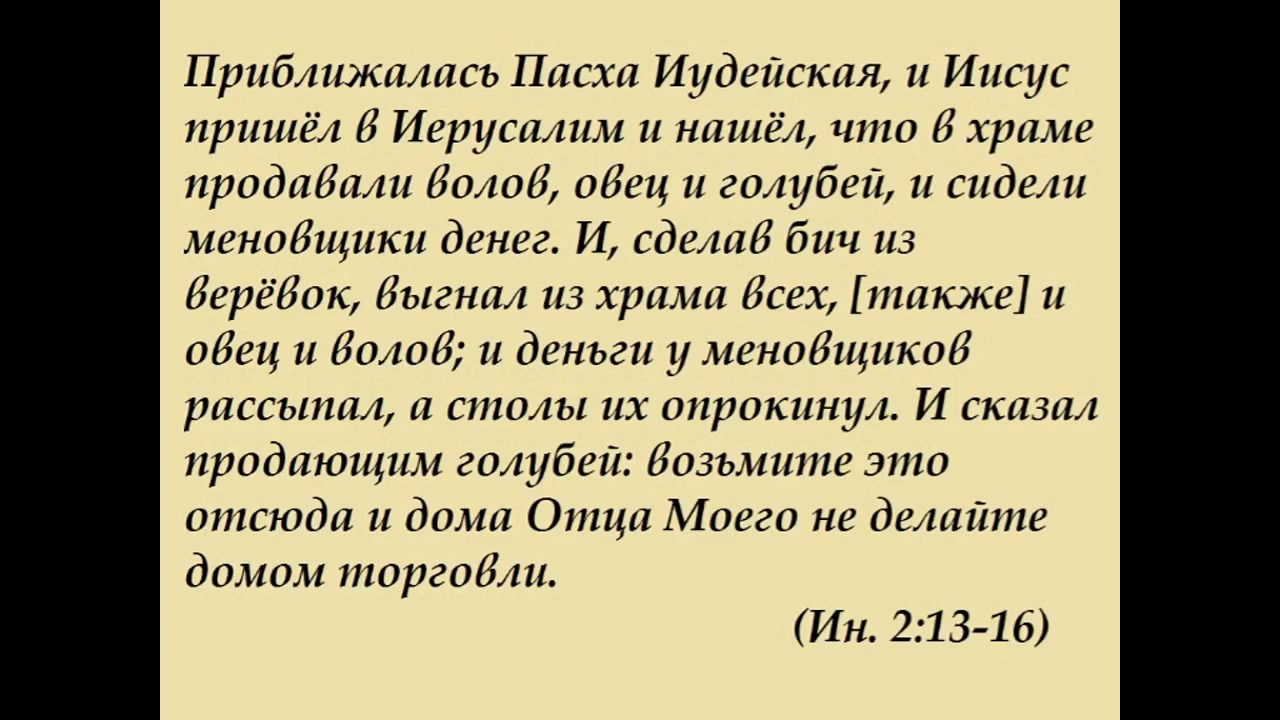 Приближалась Пасха Иудейская, и Иисус
пришёл в Иерусалим и нашёл, что в храме
продавали волов, овец и голубей, и сидели
меновщики денег. И, сделав бич из
верёвок, выгнал из храма всех, [также] и
овец и волов; и деньги у меновщиков
рассыпал, а столы их опрокинул. И сказал
продающим голубей: возьмите это
отсюда и дома Отца Моего не делайте
домом торговли.
(Ин. 2:13-16)